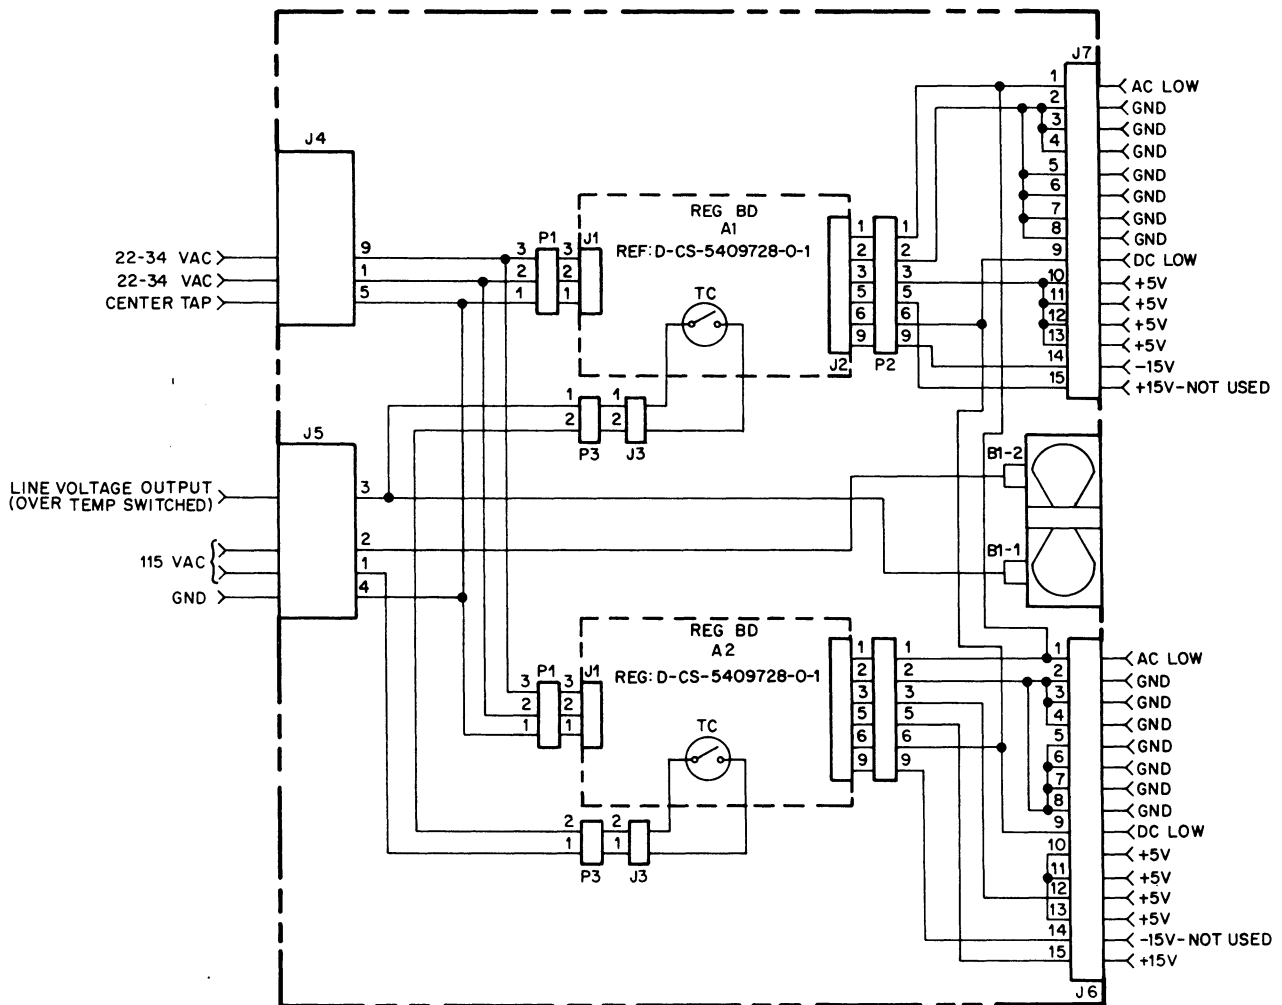 J7
1 AC LOW
2 GND
3 GND
4 GND
5 GND
6 GND
7 GND
8 GND
9 DC LOW
10 +5V
11 +5V
12 +5V
13 +5V
14 -15V
15 +15V-NOT USED
J4
22-34 VAC 9
22-34 VAC 1
CENTER TAP 5
P1 J1
3 3
2 2
1 1
REG BD
A1
REF: D-CS-5409728-0-1
TC
1 1
2 2
3 3
5 5
6 6
9 9
J2 P2
1 1
2 2
P3 J3
J5
LINE VOLTAGE OUTPUT 3
(OVER TEMP SWITCHED)
2
115 VAC 1
GND 4
B1-2
B1-1
REG BD
A2
REG: D-CS-5409728-0-1
P1 J1
3 3
2 2
1 1
TC
1 1
2 2
3 3
5 5
6 6
9 9
2 2
1 1
P3 J3
1 AC LOW
2 GND
3 GND
4 GND
5 GND
6 GND
7 GND
8 GND
9 DC LOW
10 +5V
11 +5V
12 +5V
13 +5V
14 -15V-NOT USED
15 +15V
J6